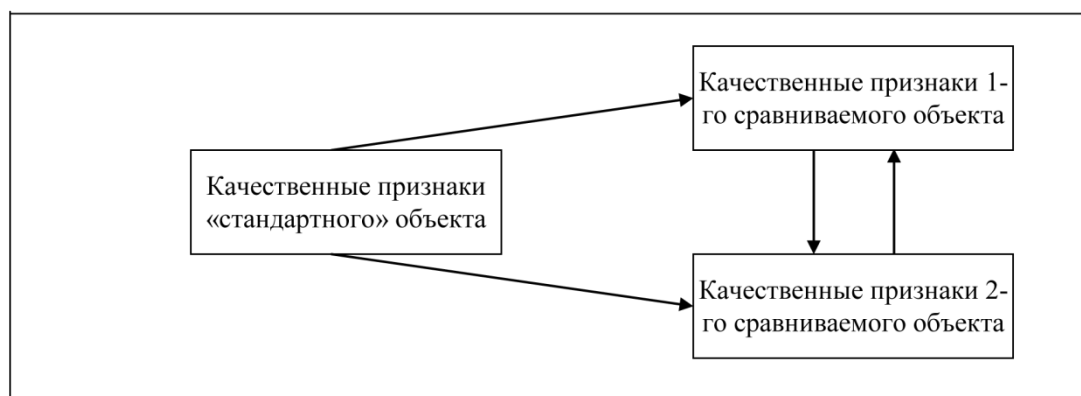 Качественные признаки 1-
го сравниваемого объекта
Качественные признаки
«стандартного» объекта
Качественные признаки 2-
го сравниваемого объекта